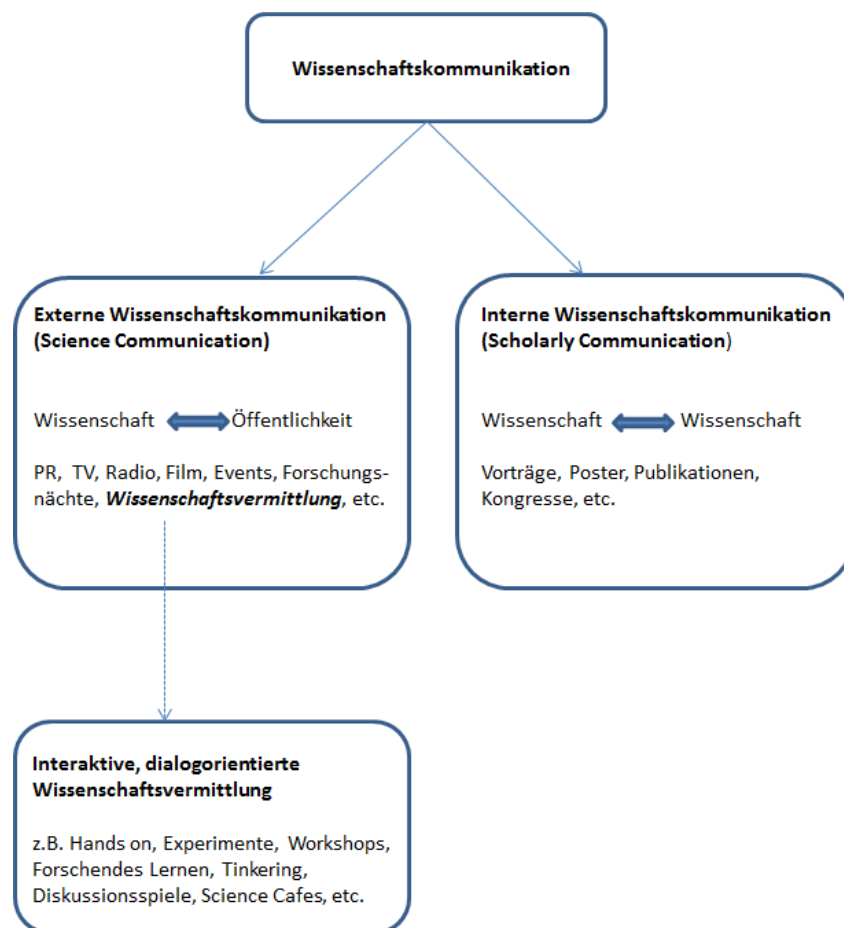 Wissenschaftskommunikation
Externe Wissenschaftskommunikation
(Science Communication)
Wissenschaft Öffentlichkeit
PR, TV, Radio, Film, Events, Forschungs-
nächte, Wissenschaftsvermittlung, etc.
Interne Wissenschaftskommunikation
(Scholarly Communication)
Wissenschaft Wissenschaft
Vorträge, Poster, Publikationen,
Kongresse, etc.
Interaktive, dialogorientierte
Wissenschaftsvermittlung
z.B. Hands on, Experimente, Workshops,
Forschendes Lernen, Tinkering,
Diskussionsspiele, Science Cafes, etc.